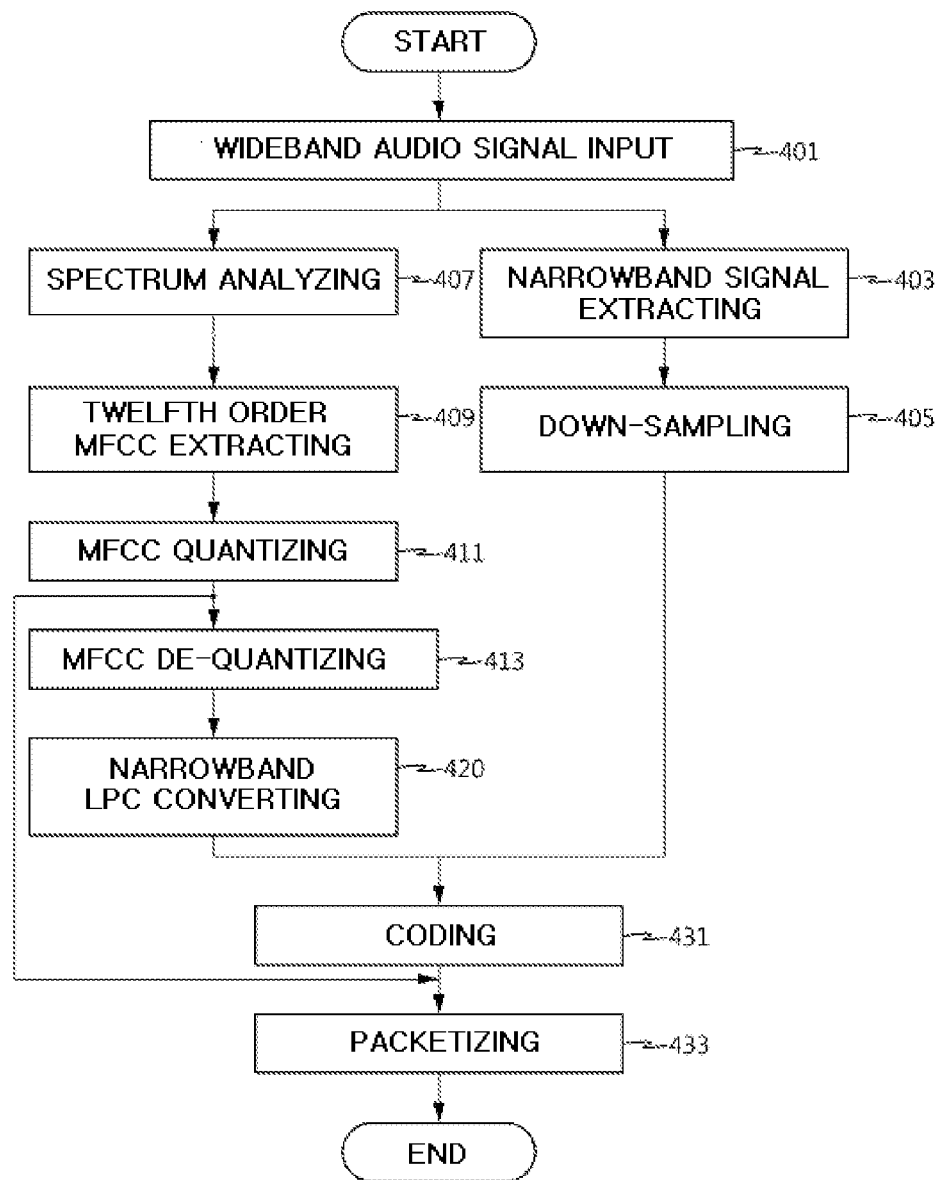 START
WIDEBAND AUDIO SIGNAL INPUT
401
SPECTRUM ANALYZING
407
NARROWBAND SIGNAL
EXTRACTING
403
TWELFTH ORDER
MFCC EXTRACTING
409
DOWN-SAMPLING
405
MFCC QUANTIZING
411
MFCC DE-QUANTIZING
413
NARROWBAND
LPC CONVERTING
420
CODING
431
PACKETIZING
433
END